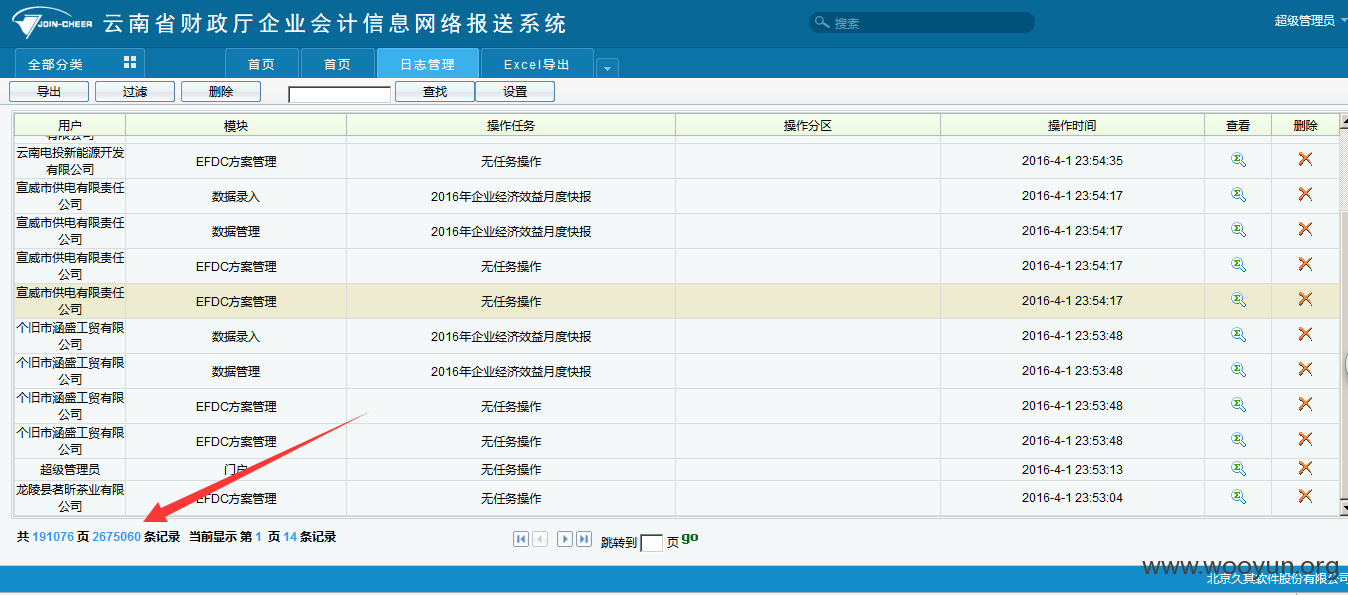 JOIN-CHEER 云南省财政厅企业会计信息网络报送系统 搜索 超级管理员
全部分类 首页 首页 日志管理 Excel导出
导出 过滤 删除 查找 设置
用户 模块 操作任务 操作分区 操作时间 查看 删除
有限公司
云南电投新能源开发
有限公司 EFDC方案管理 无任务操作 2016-4-1 23:54:35
宣威市供电有限责任
公司 数据录入 2016年企业经济效益月度快报 2016-4-1 23:54:17
宣威市供电有限责任
公司 数据管理 2016年企业经济效益月度快报 2016-4-1 23:54:17
宣威市供电有限责任
公司 EFDC方案管理 无任务操作 2016-4-1 23:54:17
宣威市供电有限责任
公司 EFDC方案管理 无任务操作 2016-4-1 23:54:17
个旧市涵盛工贸有限
公司 数据录入 2016年企业经济效益月度快报 2016-4-1 23:53:48
个旧市涵盛工贸有限
公司 数据管理 2016年企业经济效益月度快报 2016-4-1 23:53:48
个旧市涵盛工贸有限
公司 EFDC方案管理 无任务操作 2016-4-1 23:53:48
个旧市涵盛工贸有限
公司 EFDC方案管理 无任务操作 2016-4-1 23:53:48
超级管理员 门户 无任务操作 2016-4-1 23:53:13
龙陵县茗昕茶业有限
公司 EFDC方案管理 无任务操作 2016-4-1 23:53:04
共 191076 页 2675060 条记录 当前显示 第 1 页 14 条记录 跳转到 页 go
www.wooyun.org
北京久其软件股份有限公司